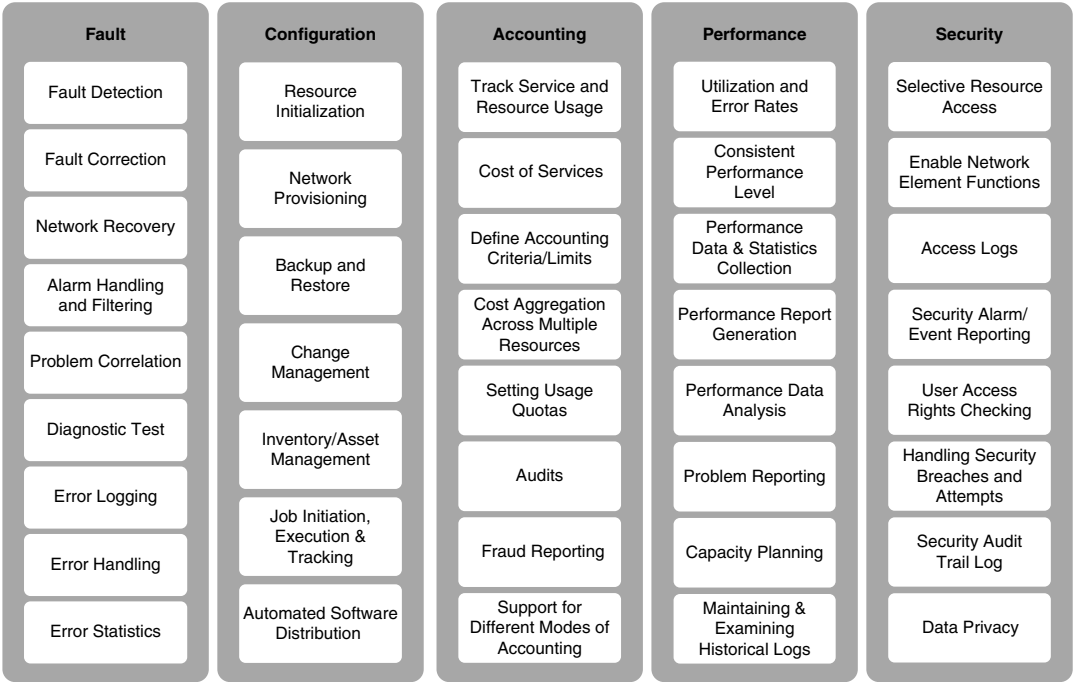 Fault
Fault Detection
Fault Correction
Network Recovery
Alarm Handling
and Filtering
Problem Correlation
Diagnostic Test
Error Logging
Error Handling
Error Statistics
Configuration
Resource
Initialization
Network
Provisioning
Backup and
Restore
Change
Management
Inventory/Asset
Management
Job Initiation,
Execution &
Tracking
Automated Software
Distribution
Accounting
Track Service and
Resource Usage
Cost of Services
Define Accounting
Criteria/Limits
Cost Aggregation
Across Multiple
Resources
Setting Usage
Quotas
Audits
Fraud Reporting
Support for
Different Modes of
Accounting
Performance
Utilization and
Error Rates
Consistent
Performance
Level
Performance
Data & Statistics
Collection
Performance Report
Generation
Performance Data
Analysis
Problem Reporting
Capacity Planning
Maintaining &
Examining
Historical Logs
Security
Selective Resource
Access
Enable Network
Element Functions
Access Logs
Security Alarm/
Event Reporting
User Access
Rights Checking
Handling Security
Breaches and
Attempts
Security Audit
Trail Log
Data Privacy